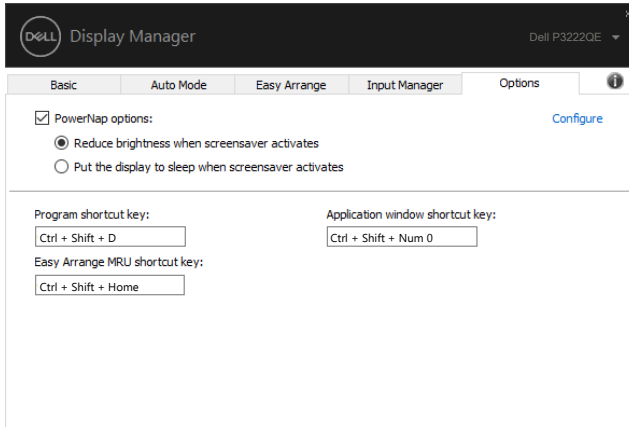 DELL Display Manager
Dell P3222QE
Basic Auto Mode Easy Arrange Input Manager Options
PowerNap options: Configure
Reduce brightness when screensaver activates
Put the display to sleep when screensaver activates
Program shortcut key: Application window shortcut key:
Ctrl + Shift + D Ctrl + Shift + Num 0
Easy Arrange MRU shortcut key:
Ctrl + Shift + Home